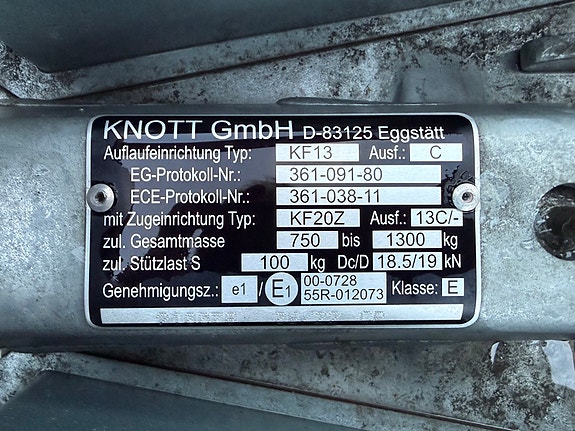 KNOTT GmbH D-83125 Eggstätt
Auflaufeinrichtung Typ: KF13 Ausf.: C
EG-Protokoll-Nr.: 361-091-80
ECE-Protokoll-Nr.: 361-038-11
mit Zugeinrichtung Typ: KF20Z Ausf.: 13C/-
zul. Gesamtmasse 750 bis 1300 kg
zul. Stützlast S 100 kg Dc/D 18.5/19 kN
Genehmigungsz.: e1 / E1 00-0728 Klasse: E
55R-012073